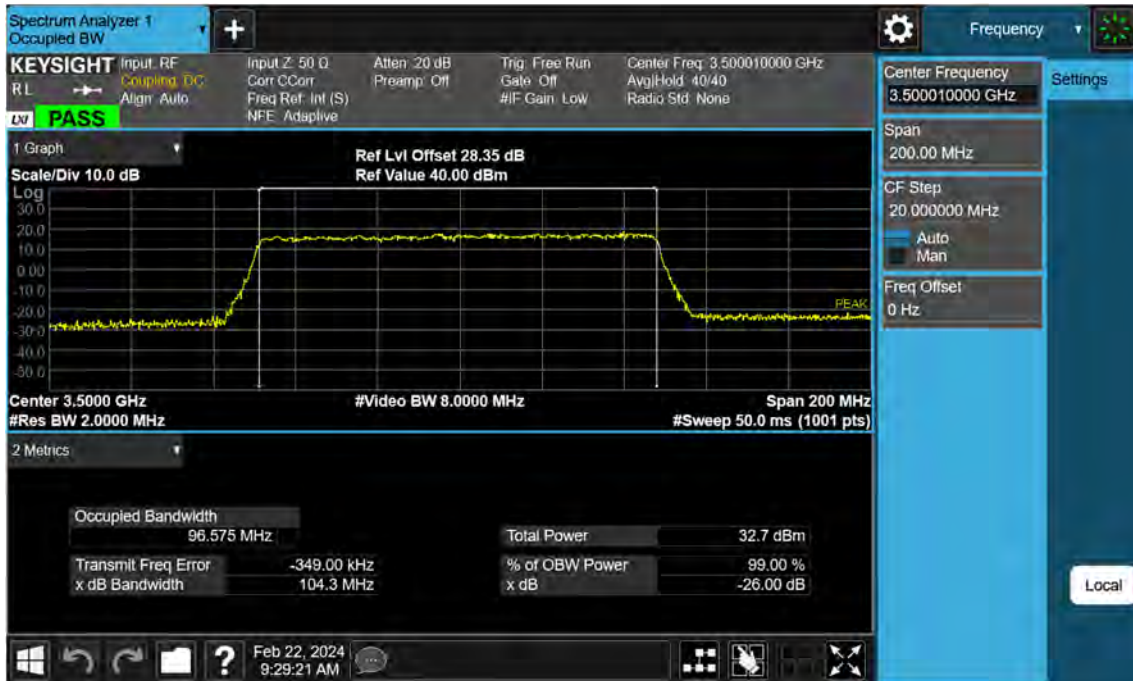 Spectrum Analyzer 1
Occupied BW
Frequency
KEYSIGHT
RL
LXI
PASS
Input: RF
Coupling: DC
Align: Auto
Input Z: 50 Ω
Corr CCorr
Freq Ref: Int (S)
NFE: Adaptive
Atten: 20 dB
Preamp: Off
Trig: Free Run
Gate: Off
#IF Gain: Low
Center Freq: 3.500010000 GHz
Avg|Hold: 40/40
Radio Std: None
Center Frequency
3.500010000 GHz
Settings
Span
200.00 MHz
CF Step
20.000000 MHz
Auto
Man
Freq Offset
0 Hz
Local
1 Graph
Scale/Div 10.0 dB
Ref Lvl Offset 28.35 dB
Ref Value 40.00 dBm
Log
30.0
20.0
10.0
0.00
-10.0
-20.0
-30.0
-40.0
-50.0
PEAK
Center 3.5000 GHz
#Video BW 8.0000 MHz
Span 200 MHz
#Res BW 2.0000 MHz
#Sweep 50.0 ms (1001 pts)
2 Metrics
Occupied Bandwidth
96.575 MHz
Total Power 32.7 dBm
Transmit Freq Error -349.00 kHz
% of OBW Power 99.00 %
x dB Bandwidth 104.3 MHz
x dB -26.00 dB
?
Feb 22, 2024
9:29:21 AM